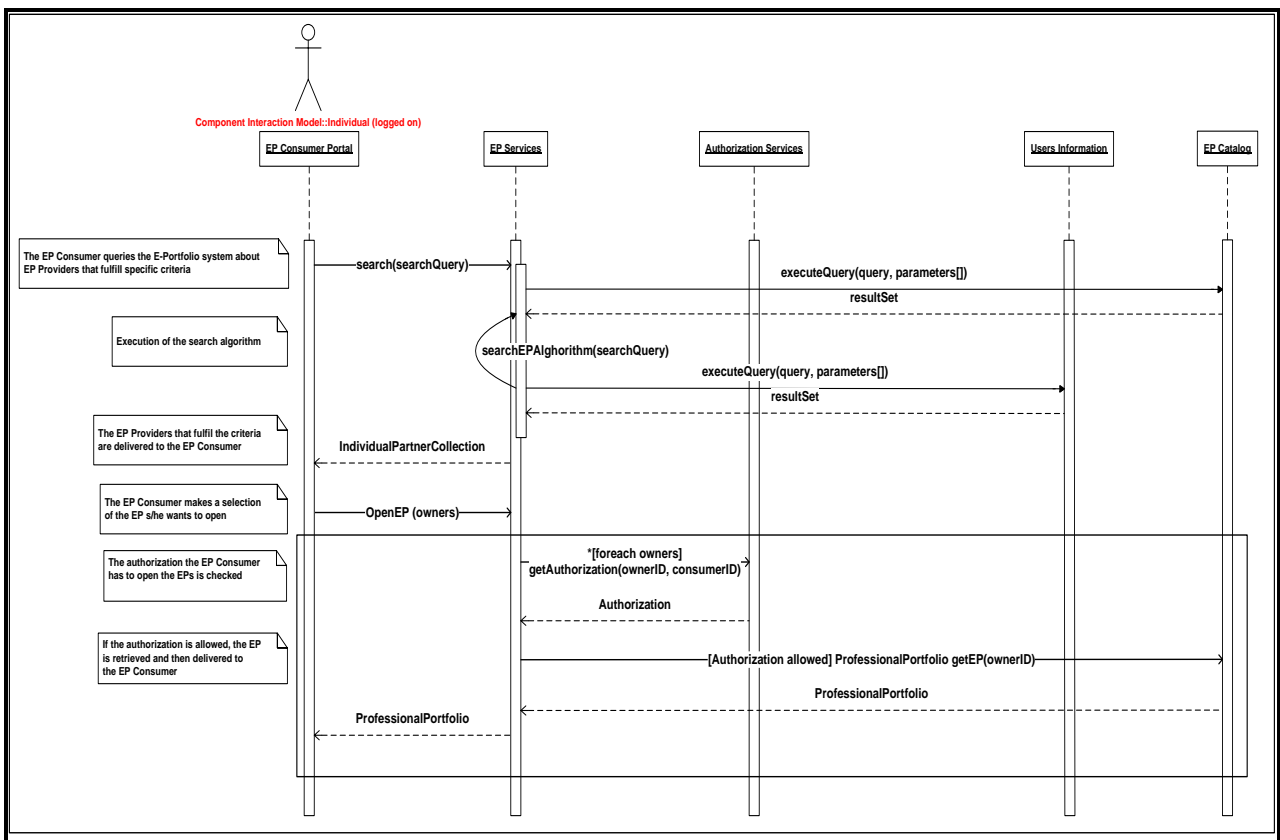 Component Interaction Model::Individual (logged on)
EP Consumer Portal
EP Services
Authorization Services
Users Information
EP Catalog
The EP Consumer queries the E-Portfolio system about
EP Providers that fulfill specific criteria
search(searchQuery)
executeQuery(query, parameters[])
resultSet
Execution of the search algorithm
searchEPAlghorithm(searchQuery)
executeQuery(query, parameters[])
resultSet
The EP Providers that fulfil the criteria
are delivered to the EP Consumer
IndividualPartnerCollection
The EP Consumer makes a selection
of the EP s/he wants to open
OpenEP (owners)
The authorization the EP Consumer
has to open the EPs is checked
*[foreach owners]
getAuthorization(ownerID, consumerID)
Authorization
If the authorization is allowed, the EP
is retrieved and then delivered to
the EP Consumer
[Authorization allowed] ProfessionalPortfolio getEP(ownerID)
ProfessionalPortfolio
ProfessionalPortfolio